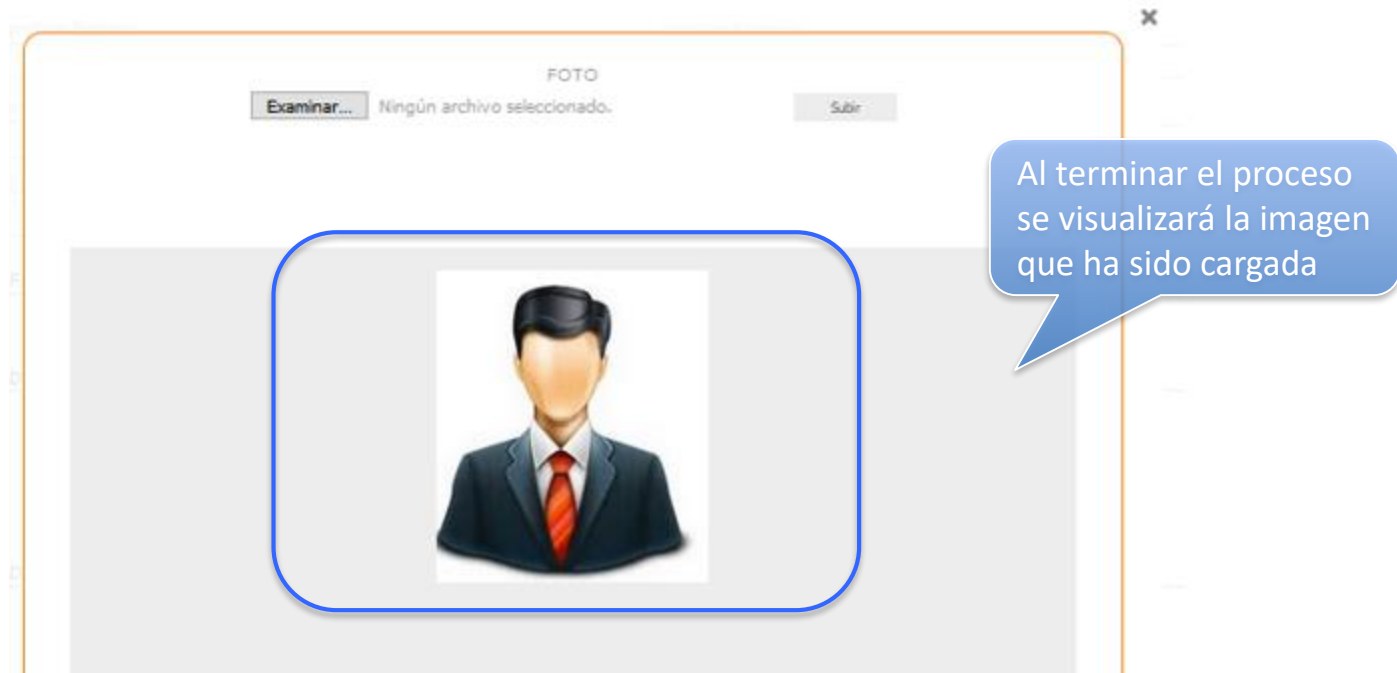 FOTO
Examinar... Ningún archivo seleccionado. Subir
Al terminar el proceso
se visualizará la imagen
que ha sido cargada